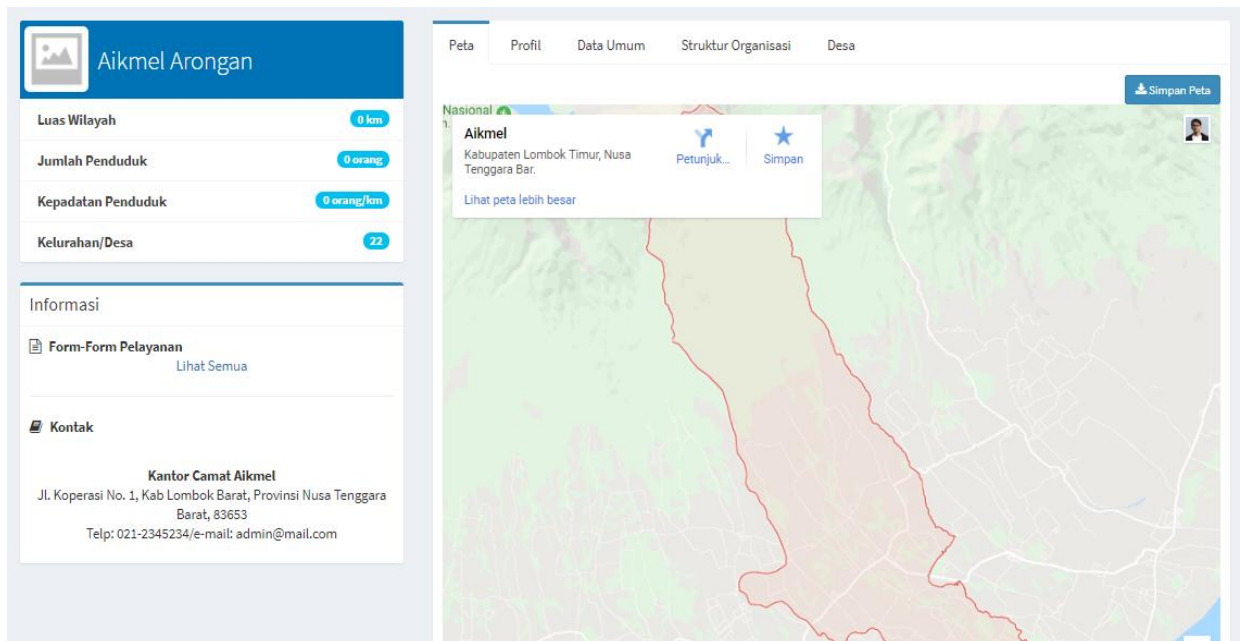 Aikmel Arongan
Luas Wilayah 0 km
Jumlah Penduduk 0 orang
Kepadatan Penduduk 0 orang/km
Kelurahan/Desa 22
Informasi
Form-Form Pelayanan
Lihat Semua
Kontak
Kantor Camat Aikmel
Jl. Koperasi No. 1, Kab Lombok Barat, Provinsi Nusa Tenggara
Barat, 83653
Telp: 021-2345234/e-mail: admin@mail.com
Peta Profil Data Umum Struktur Organisasi Desa
Simpan Peta
Nasional
Aikmel
Kabupaten Lombok Timur, Nusa
Tenggara Bar.
Petunjuk... Simpan
Lihat peta lebih besar